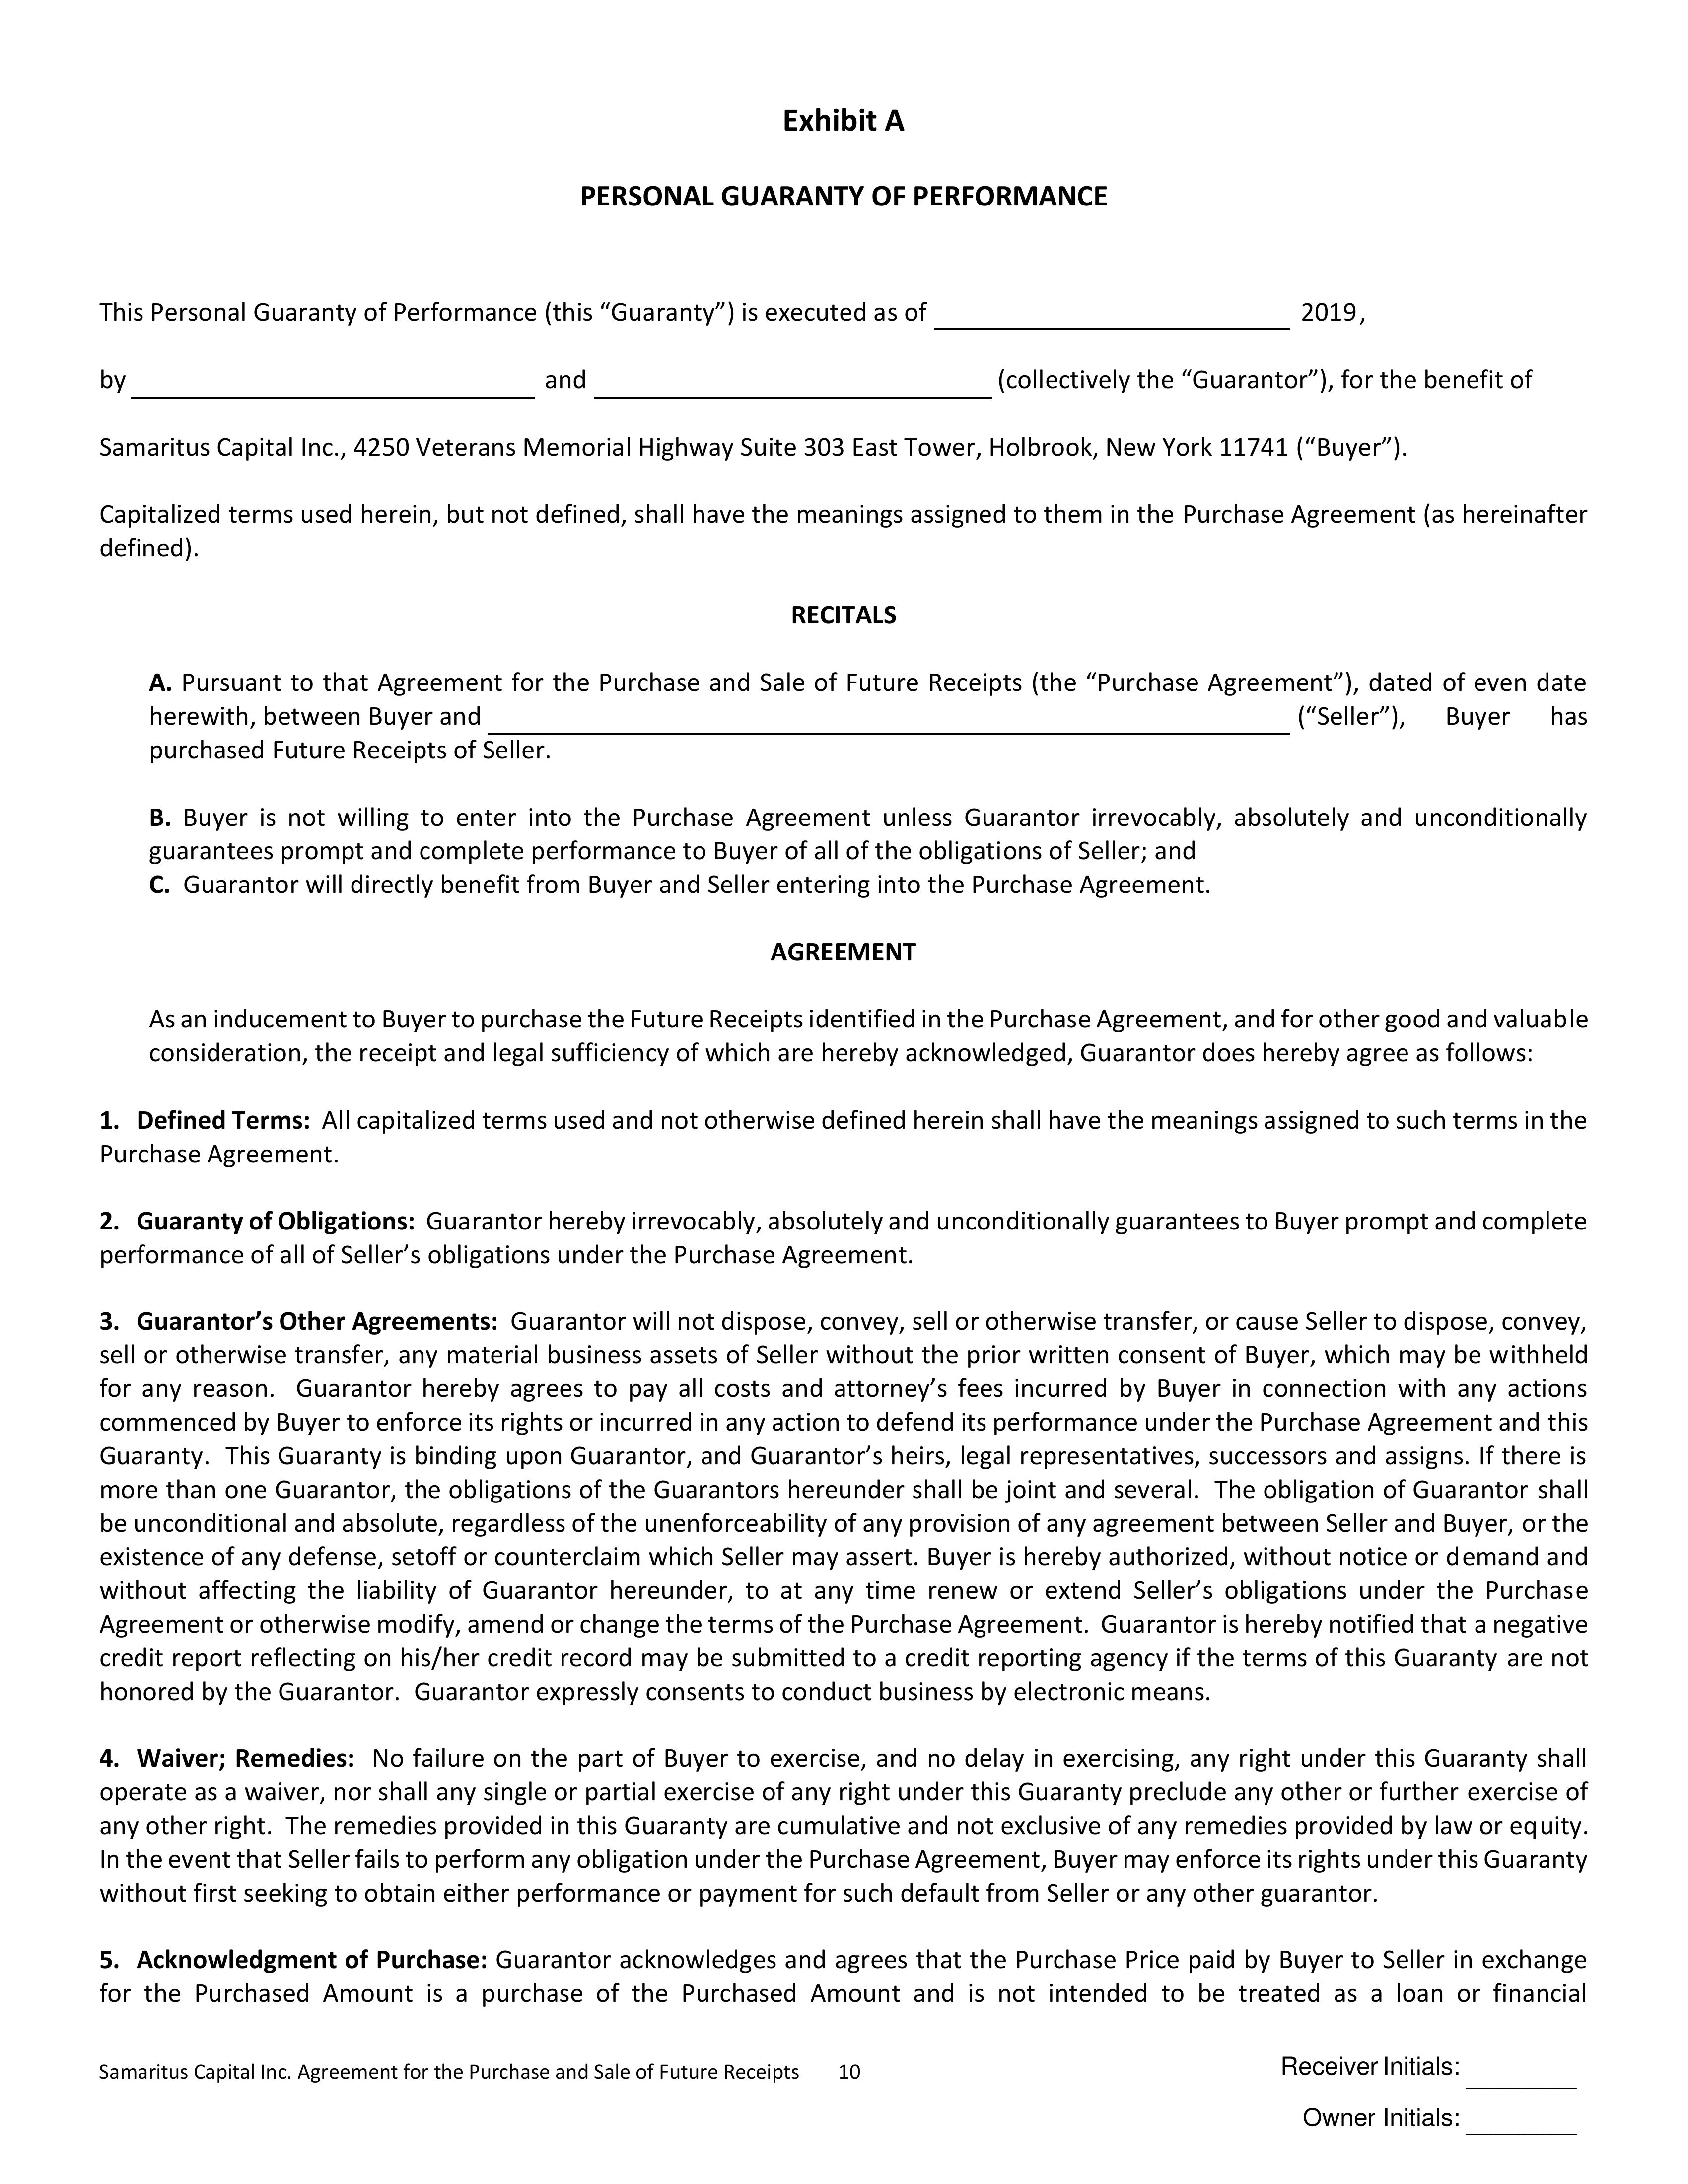 Exhibit A
PERSONAL GUARANTY OF PERFORMANCE
This Personal Guaranty of Performance (this “Guaranty”) is executed as of ____________________ 2019,
by ____________________ and ____________________ (collectively the “Guarantor”), for the benefit of
Samaritus Capital Inc., 4250 Veterans Memorial Highway Suite 303 East Tower, Holbrook, New York 11741 (“Buyer”).
Capitalized terms used herein, but not defined, shall have the meanings assigned to them in the Purchase Agreement (as hereinafter
defined).
RECITALS
A. Pursuant to that Agreement for the Purchase and Sale of Future Receipts (the “Purchase Agreement”), dated of even date
herewith, between Buyer and ____________________ (“Seller”), Buyer has
purchased Future Receipts of Seller.
B. Buyer is not willing to enter into the Purchase Agreement unless Guarantor irrevocably, absolutely and unconditionally
guarantees prompt and complete performance to Buyer of all of the obligations of Seller; and
C. Guarantor will directly benefit from Buyer and Seller entering into the Purchase Agreement.
AGREEMENT
As an inducement to Buyer to purchase the Future Receipts identified in the Purchase Agreement, and for other good and valuable
consideration, the receipt and legal sufficiency of which are hereby acknowledged, Guarantor does hereby agree as follows:
1. Defined Terms: All capitalized terms used and not otherwise defined herein shall have the meanings assigned to such terms in the
Purchase Agreement.
2. Guaranty of Obligations: Guarantor hereby irrevocably, absolutely and unconditionally guarantees to Buyer prompt and complete
performance of all of Seller’s obligations under the Purchase Agreement.
3. Guarantor’s Other Agreements: Guarantor will not dispose, convey, sell or otherwise transfer, or cause Seller to dispose, convey,
sell or otherwise transfer, any material business assets of Seller without the prior written consent of Buyer, which may be withheld
for any reason. Guarantor hereby agrees to pay all costs and attorney’s fees incurred by Buyer in connection with any actions
commenced by Buyer to enforce its rights or incurred in any action to defend its performance under the Purchase Agreement and this
Guaranty. This Guaranty is binding upon Guarantor, and Guarantor’s heirs, legal representatives, successors and assigns. If there is
more than one Guarantor, the obligations of the Guarantors hereunder shall be joint and several. The obligation of Guarantor shall
be unconditional and absolute, regardless of the unenforceability of any provision of any agreement between Seller and Buyer, or the
existence of any defense, setoff or counterclaim which Seller may assert. Buyer is hereby authorized, without notice or demand and
without affecting the liability of Guarantor hereunder, to at any time renew or extend Seller’s obligations under the Purchase
Agreement or otherwise modify, amend or change the terms of the Purchase Agreement. Guarantor is hereby notified that a negative
credit report reflecting on his/her credit record may be submitted to a credit reporting agency if the terms of this Guaranty are not
honored by the Guarantor. Guarantor expressly consents to conduct business by electronic means.
4. Waiver; Remedies: No failure on the part of Buyer to exercise, and no delay in exercising, any right under this Guaranty shall
operate as a waiver, nor shall any single or partial exercise of any right under this Guaranty preclude any other or further exercise of
any other right. The remedies provided in this Guaranty are cumulative and not exclusive of any remedies provided by law or equity.
In the event that Seller fails to perform any obligation under the Purchase Agreement, Buyer may enforce its rights under this Guaranty
without first seeking to obtain either performance or payment for such default from Seller or any other guarantor.
5. Acknowledgment of Purchase: Guarantor acknowledges and agrees that the Purchase Price paid by Buyer to Seller in exchange
for the Purchased Amount is a purchase of the Purchased Amount and is not intended to be treated as a loan or financial
Samaritus Capital Inc. Agreement for the Purchase and Sale of Future Receipts 10
Receiver Initials: ________
Owner Initials: ________